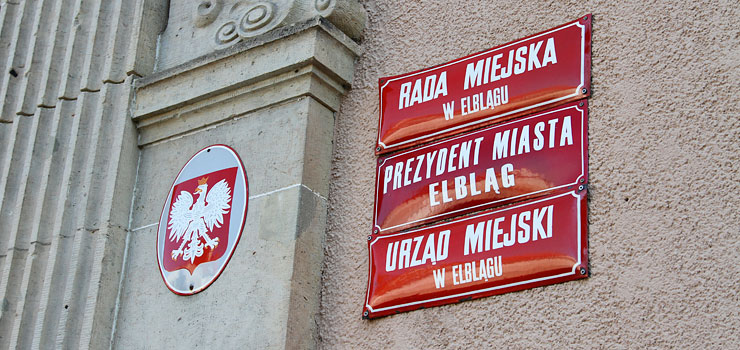 RADA MIEJSKA
W ELBLĄGU
PREZYDENT MIASTA
ELBLĄG
URZĄD MIEJSKI
W ELBLĄGU